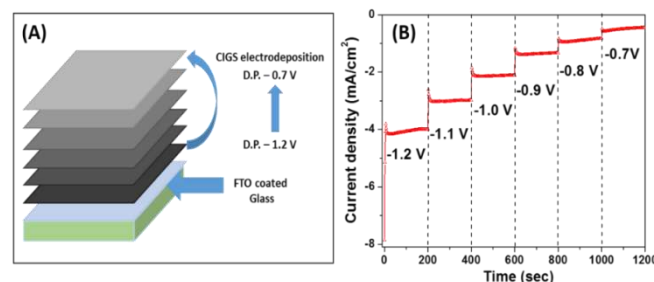 (A)
CIGS electrodeposition
D.P. – 0.7 V
D.P. – 1.2 V
FTO coated
Glass
(B)
Current density (mA/cm²)
0
-2
-4
-6
-8
-1.2 V
-1.1 V
-1.0 V
-0.9 V
-0.8 V
-0.7V
0 200 400 600 800 1000 1200
Time (sec)